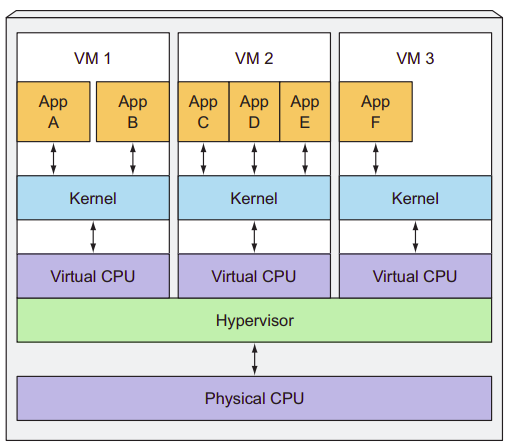 VM 1
VM 2
VM 3
App
A
App
B
App
C
App
D
App
E
App
F
Kernel
Kernel
Kernel
Virtual CPU
Virtual CPU
Virtual CPU
Hypervisor
Physical CPU